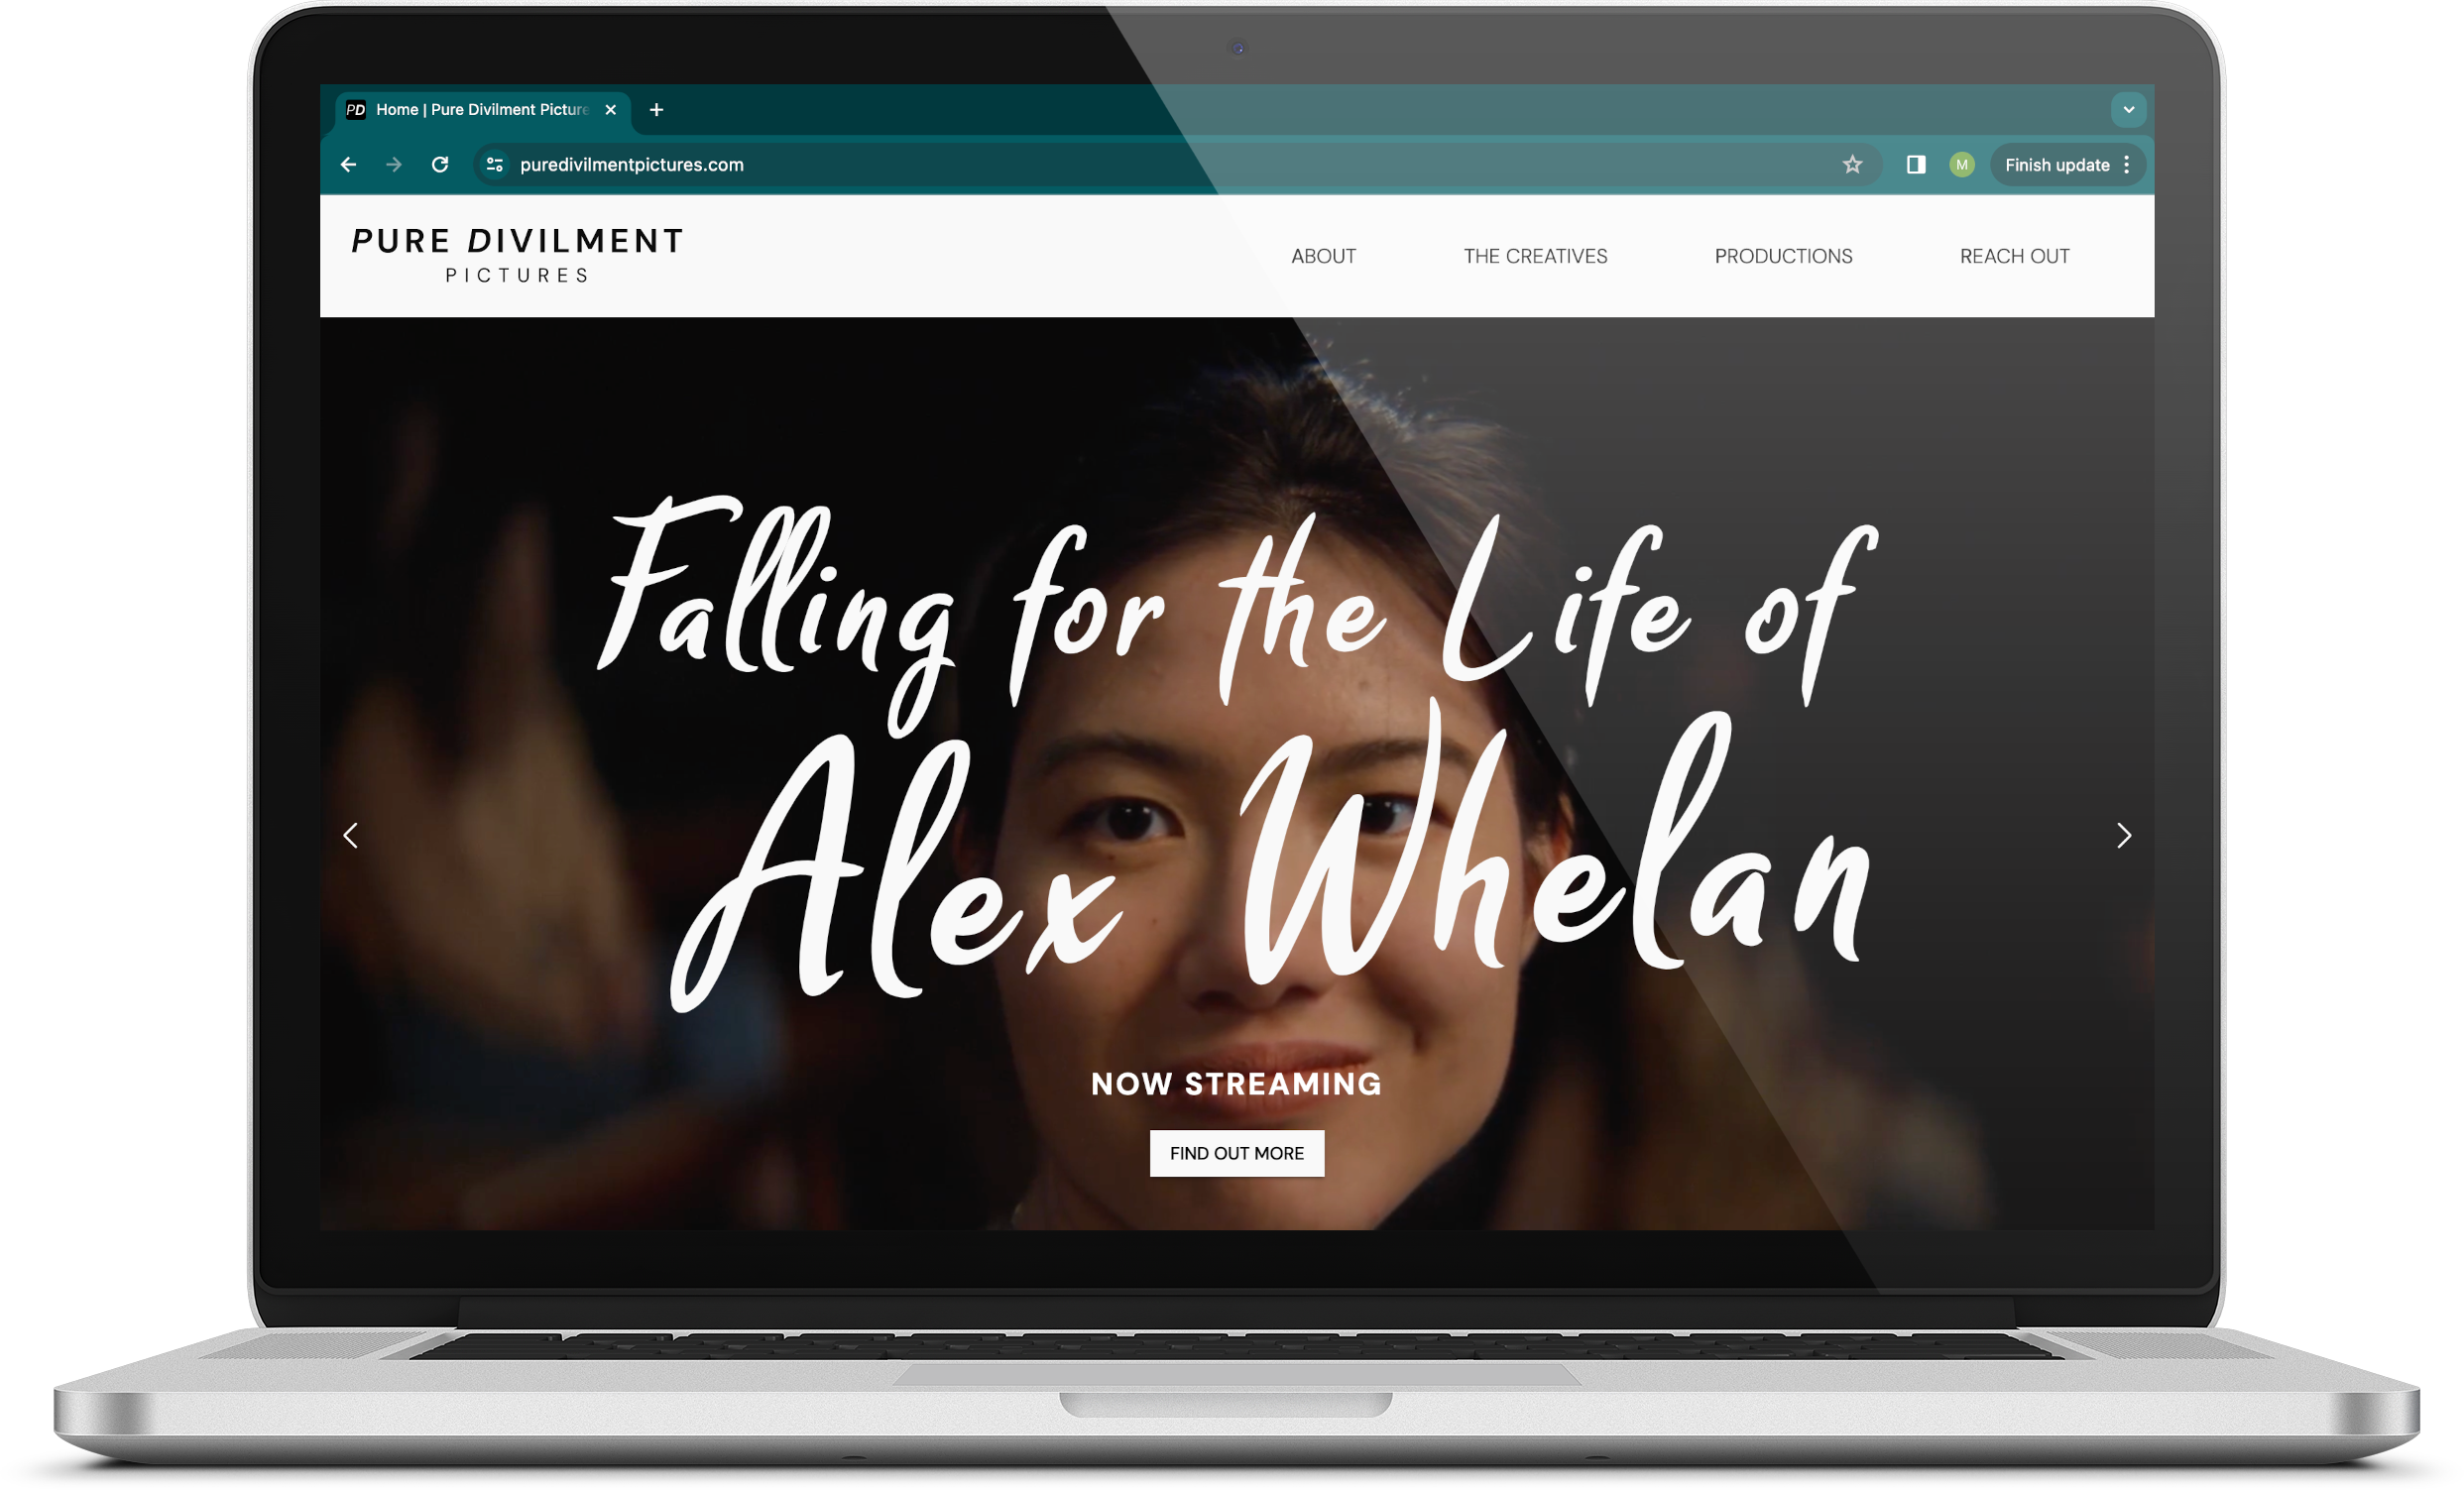 PD Home | Pure Divilment Picture
puredivilmentpictures.com
M
Finish update
PURE DIVILMENT
PICTURES
ABOUT
THE CREATIVES
PRODUCTIONS
REACH OUT
Falling for the Life of
Alex Whelan
NOW STREAMING
FIND OUT MORE